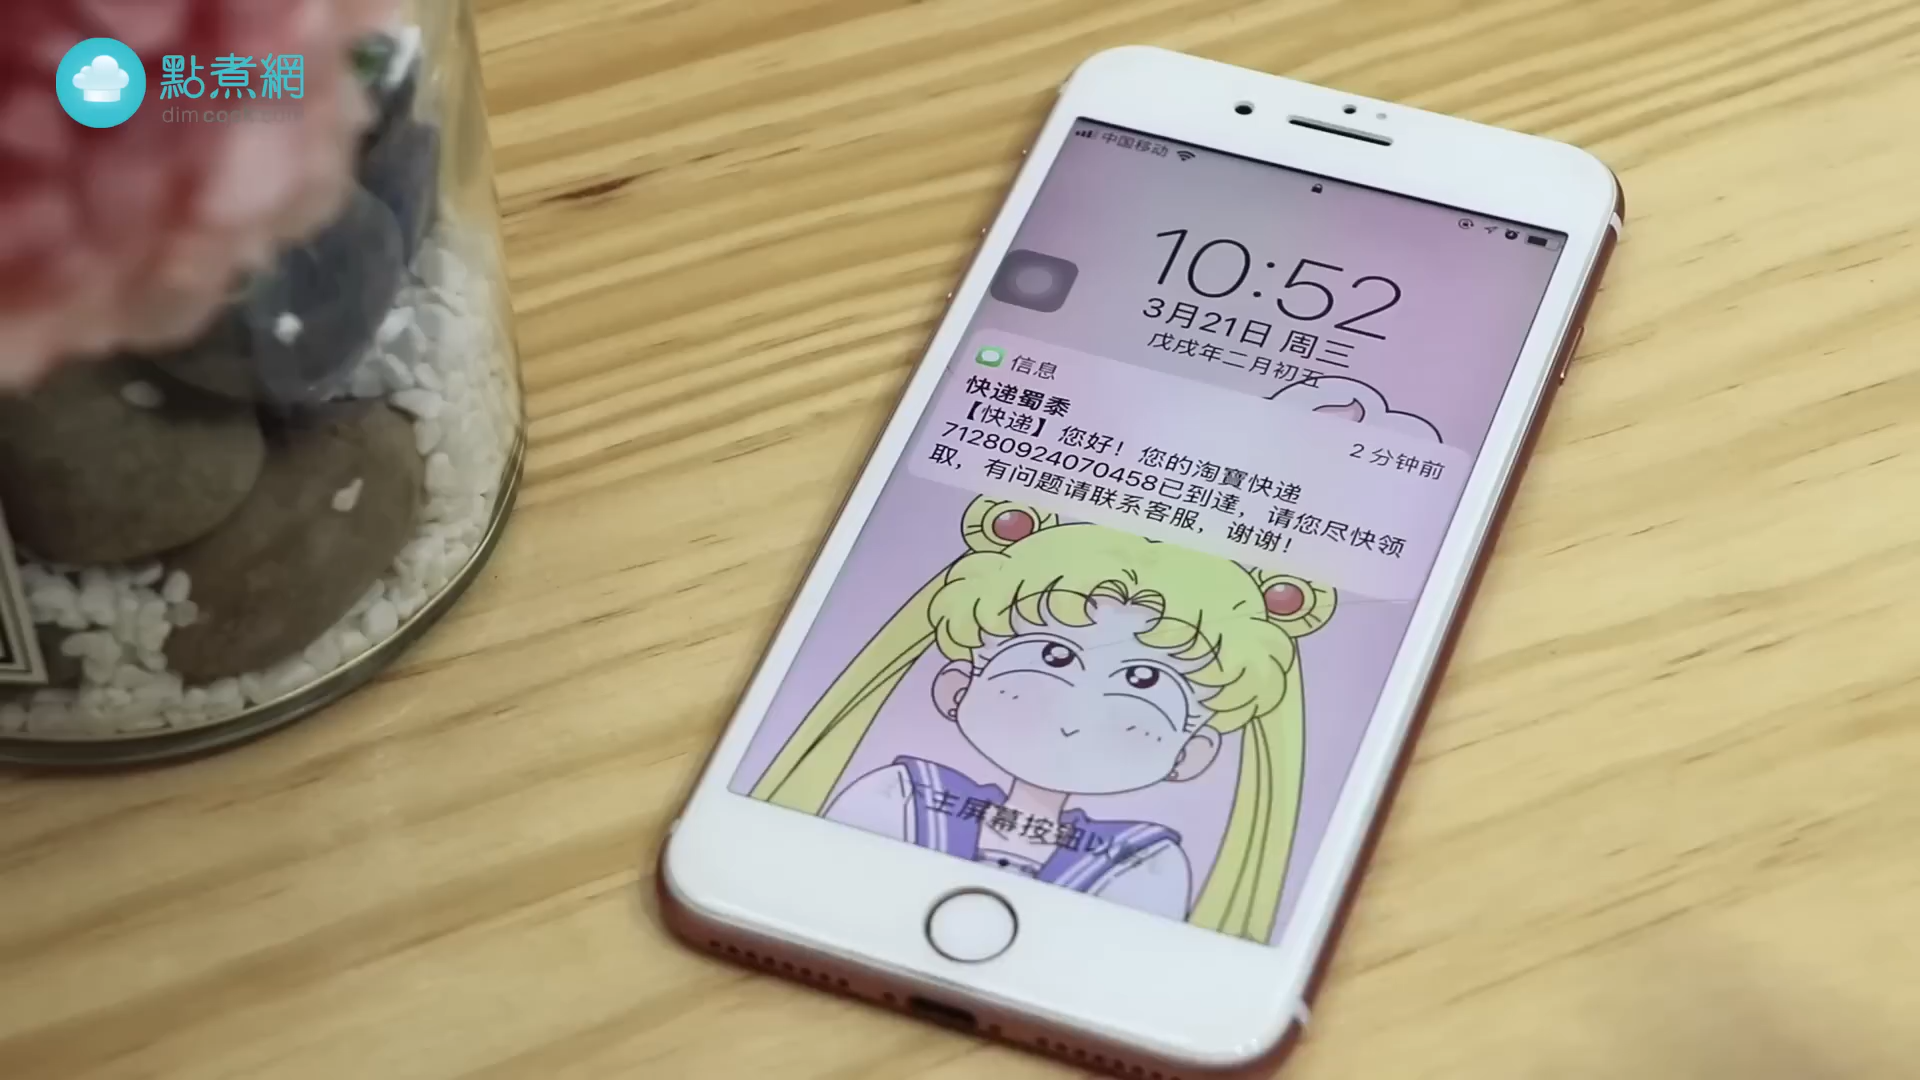 點煮網
dimcook.com
中国移动
10:52
3月21日 周三
戊戌年二月初五
信息
2分钟前
快递蜀黍
【快递】您好！您的淘寶快递
71280924070458已到達，请您尽快领
取，有问题请联系客服，谢谢！
主屏幕按钮以